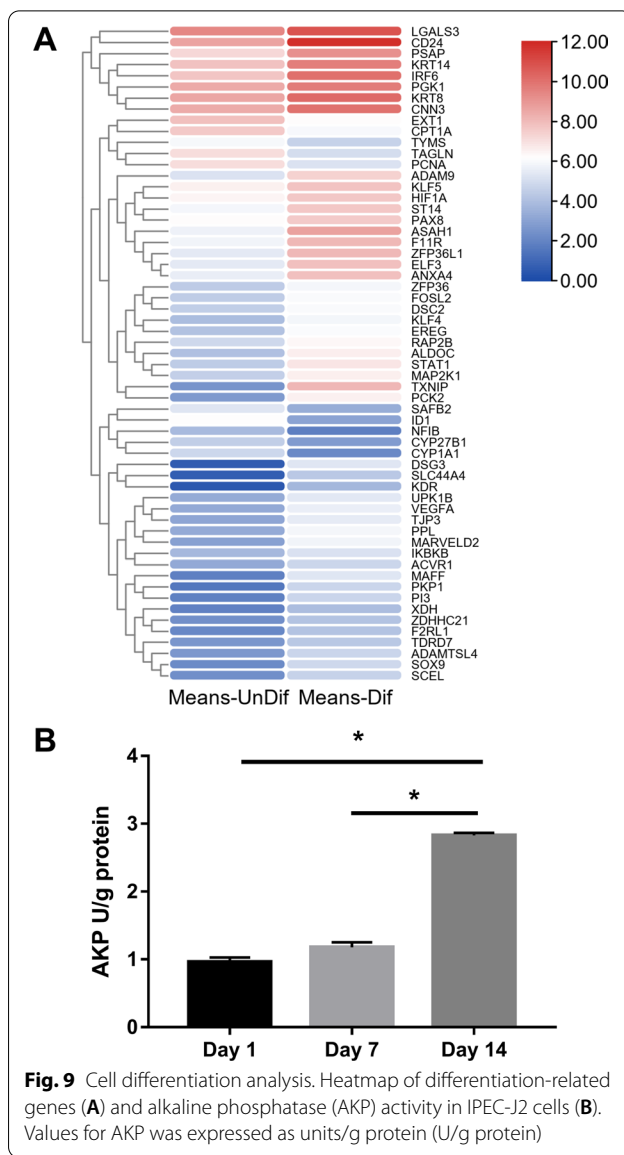 A
LGALS3
CD24
PSAP
KRT14
IRF6
PGK1
KRT8
CNN3
EXT1
CPT1A
TYMS
TAGLN
PCNA
ADAM9
KLF5
HIF1A
ST14
PAX8
ASAH1
F11R
ZFP36L1
ELF3
ANXA4
ZFP36
FOSL2
DSC2
KLF4
EREG
RAP2B
ALDOC
STAT1
MAP2K1
TXNIP
PCK2
SAFB2
ID1
NFIB
CYP27B1
CYP1A1
DSG3
SLC44A4
KDR
UPK1B
VEGFA
TJP3
PPL
MARVELD2
IKBKB
ACVR1
MAFF
PKP1
PI3
XDH
ZDHHC21
F2RL1
TDRD7
ADAMTSL4
SOX9
SCEL
12.00
10.00
8.00
6.00
4.00
2.00
0.00
Means-UnDif Means-Dif
B
*
*
4
3
2
1
0
AKP U/g protein
Day 1 Day 7 Day 14
Fig. 9 Cell differentiation analysis. Heatmap of differentiation-related
genes (A) and alkaline phosphatase (AKP) activity in IPEC-J2 cells (B).
Values for AKP was expressed as units/g protein (U/g protein)